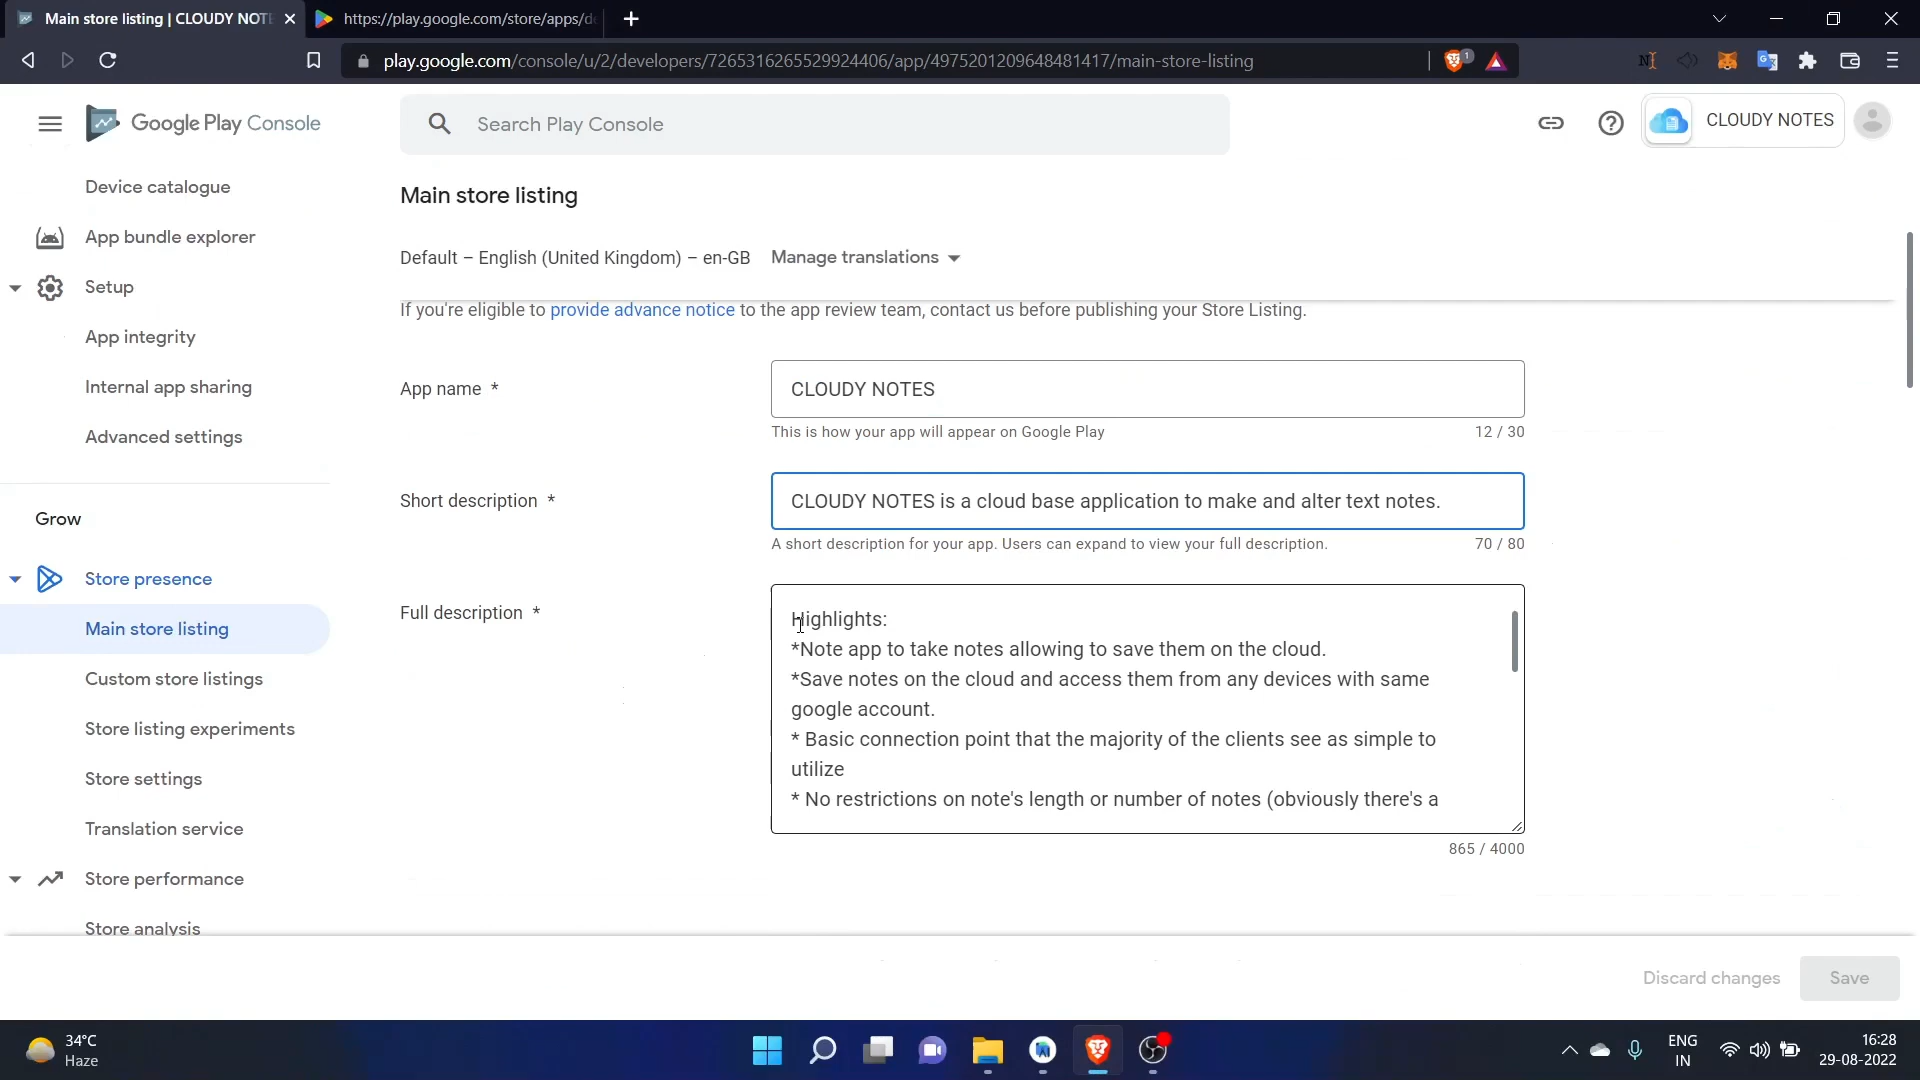 Main store listing | CLOUDY NOTE
https://play.google.com/store/apps/de
play.google.com/console/u/2/developers/7265316265529924406/app/4975201209648481417/main-store-listing
1
Google Play Console
Search Play Console
CLOUDY NOTES
Device catalogue
App bundle explorer
Setup
App integrity
Internal app sharing
Advanced settings
Grow
Store presence
Main store listing
Custom store listings
Store listing experiments
Store settings
Translation service
Store performance
Store analysis
Main store listing
Default – English (United Kingdom) – en-GB Manage translations
If you're eligible to provide advance notice to the app review team, contact us before publishing your Store Listing.
App name *
CLOUDY NOTES
This is how your app will appear on Google Play 12 / 30
Short description *
CLOUDY NOTES is a cloud base application to make and alter text notes.
A short description for your app. Users can expand to view your full description. 70 / 80
Full description *
Highlights:
*Note app to take notes allowing to save them on the cloud.
*Save notes on the cloud and access them from any devices with same
google account.
* Basic connection point that the majority of the clients see as simple to
utilize
* No restrictions on note's length or number of notes (obviously there's a
865 / 4000
Discard changes Save
34°C
Haze
ENG
IN
16:28
29-08-2022